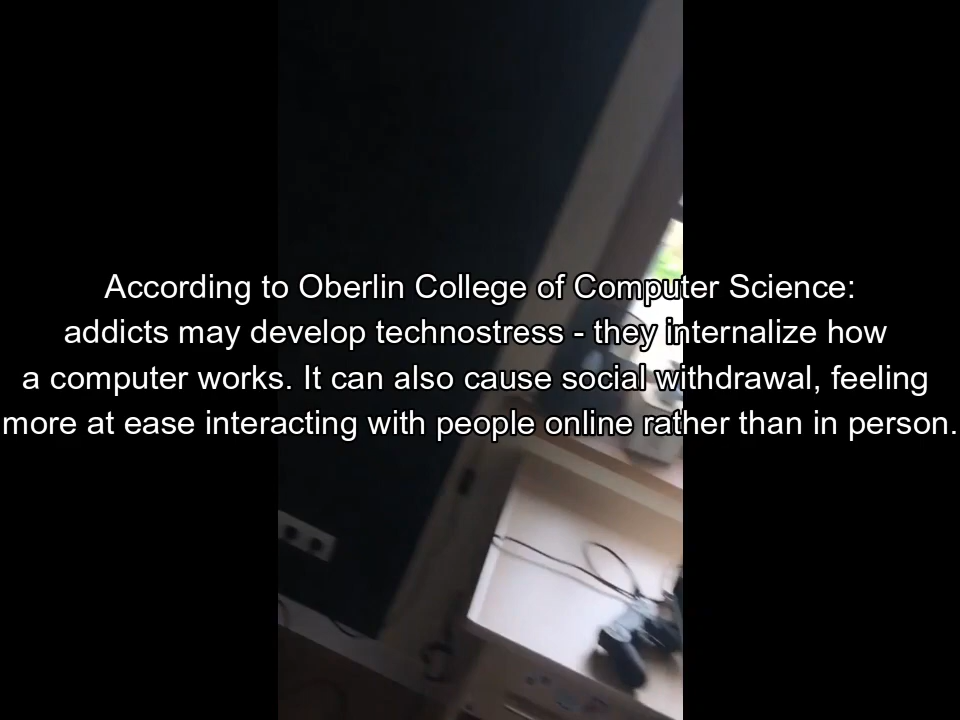 According to Oberlin College of Computer Science:
addicts may develop technostress - they internalize how
a computer works. It can also cause social withdrawal, feeling
more at ease interacting with people online rather than in person.